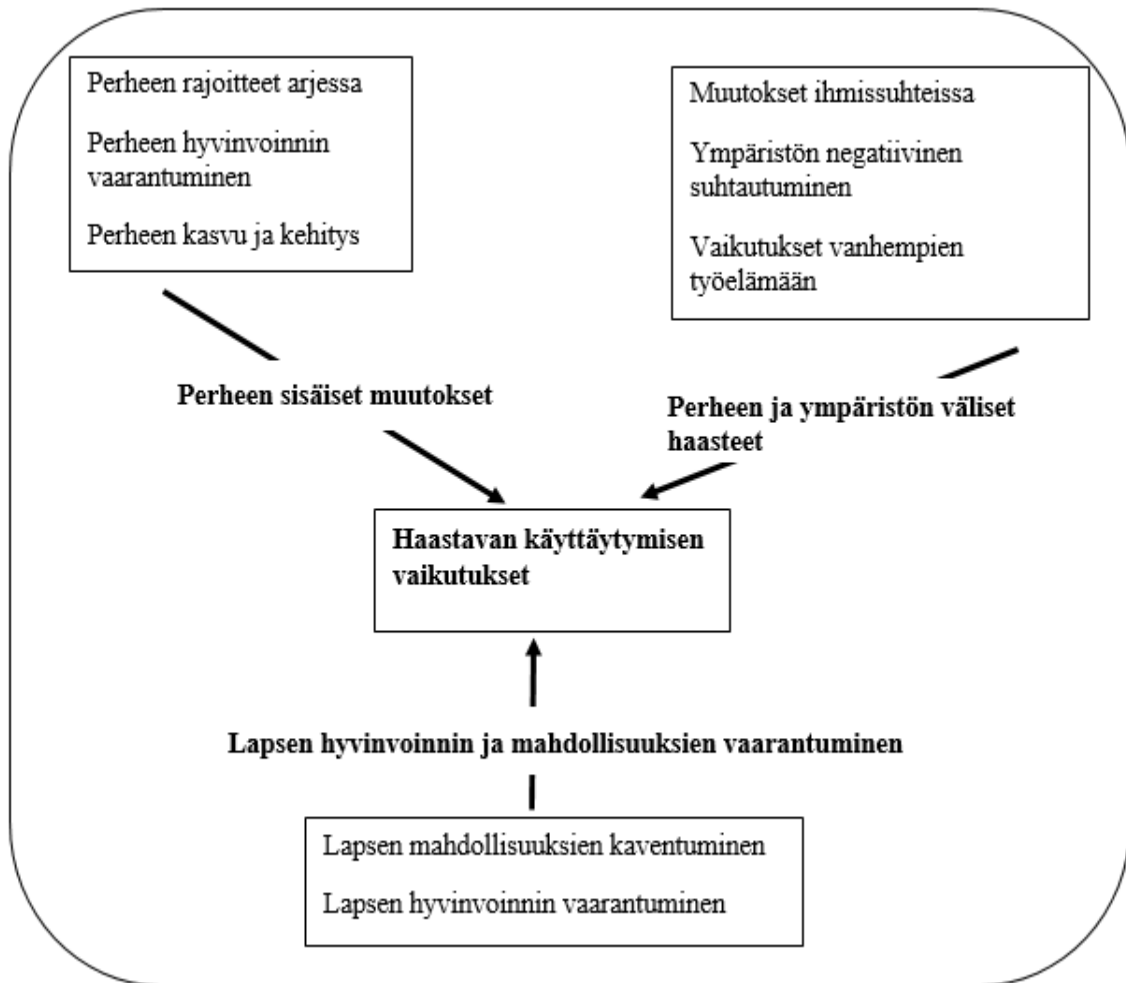 Perheen rajoitteet arjessa
Perheen hyvinvoinnin
vaarantuminen
Perheen kasvu ja kehitys
Muutokset ihmissuhteissa
Ympäristön negatiivinen
suhtautuminen
Vaikutukset vanhempien
työelämään
Perheen sisäiset muutokset
Perheen ja ympäristön väliset
haasteet
Haastavan käyttäytymisen
vaikutukset
Lapsen hyvinvoinnin ja mahdollisuuksien vaarantuminen
Lapsen mahdollisuuksien kaventuminen
Lapsen hyvinvoinnin vaarantuminen